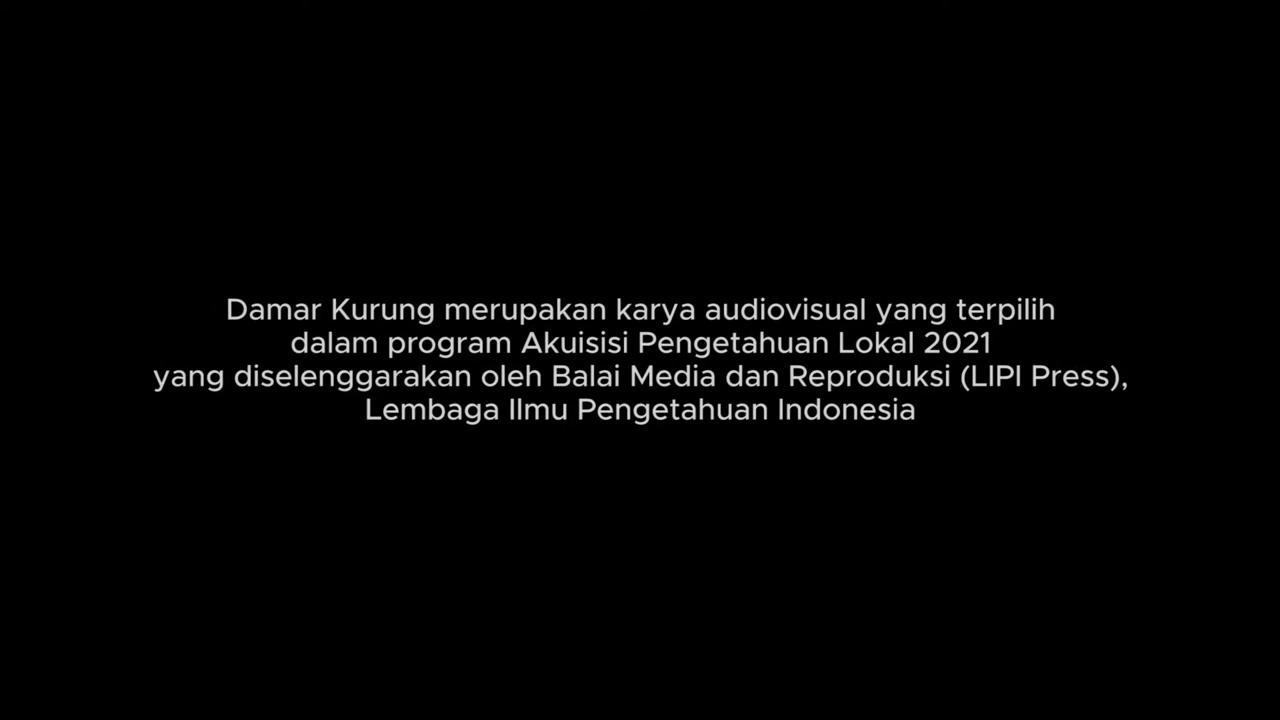 Damar Kurung merupakan karya audiovisual yang terpilih
dalam program Akuisisi Pengetahuan Lokal 2021
yang diselenggarakan oleh Balai Media dan Reproduksi (LIPI Press),
Lembaga Ilmu Pengetahuan Indonesia